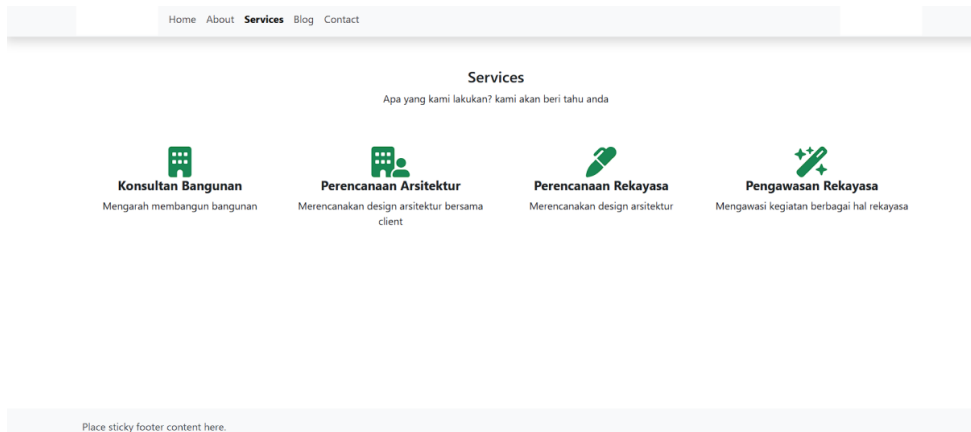 Home About Services Blog Contact
Services
Apa yang kami lakukan? kami akan beri tahu anda
Konsultan Bangunan
Mengarah membangun bangunan
Perencanaan Arsitektur
Merencanakan design arsitektur bersama
client
Perencanaan Rekayasa
Merencanakan design arsitektur
Pengawasan Rekayasa
Mengawasi kegiatan berbagai hal rekayasa
Place sticky footer content here.